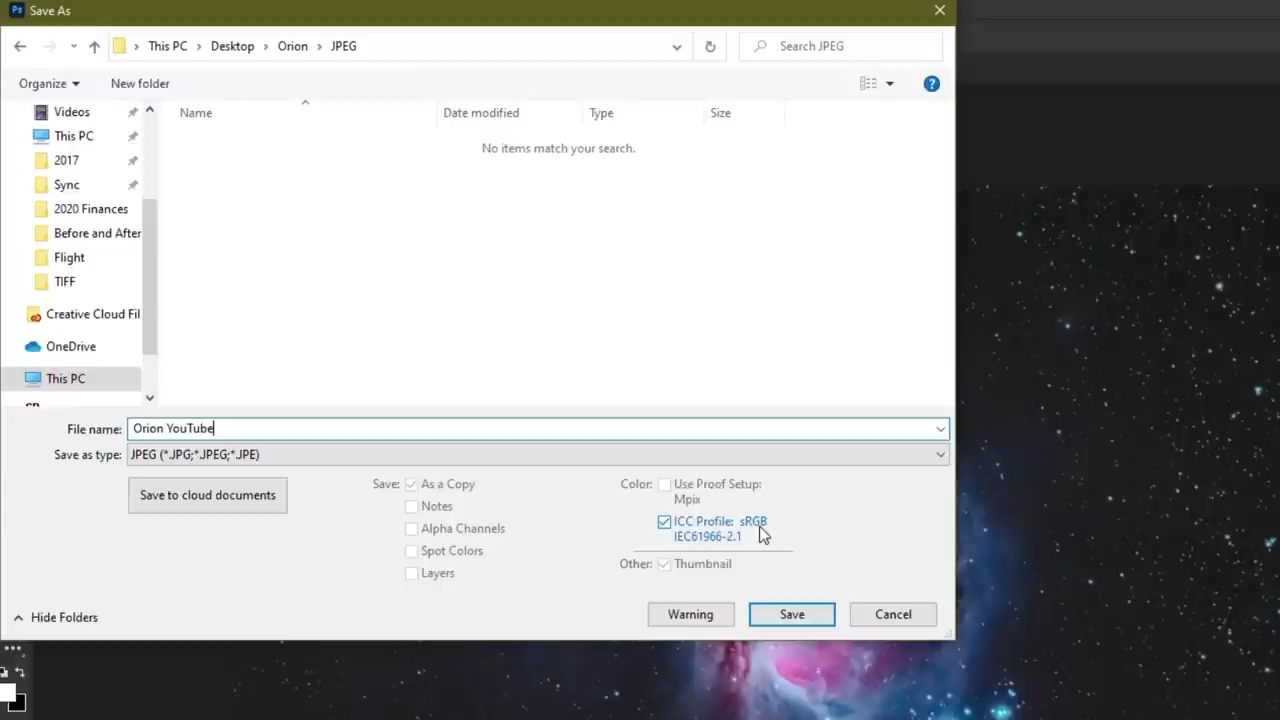 Ps Save As
This PC Desktop Orion JPEG
Search JPEG
Organize New folder
Name Date modified Type Size
No items match your search.
Videos
This PC
2017
Sync
2020 Finances
Before and After
Flight
TIFF
Creative Cloud Fil
OneDrive
This PC
File name: Orion YouTube
Save as type: JPEG (*.JPG;*.JPEG;*.JPE)
Save to cloud documents
Save: As a Copy
Notes
Alpha Channels
Spot Colors
Layers
Color: Use Proof Setup:
Mpix
ICC Profile: sRGB
IEC61966-2.1
Other: Thumbnail
Hide Folders
Warning Save Cancel